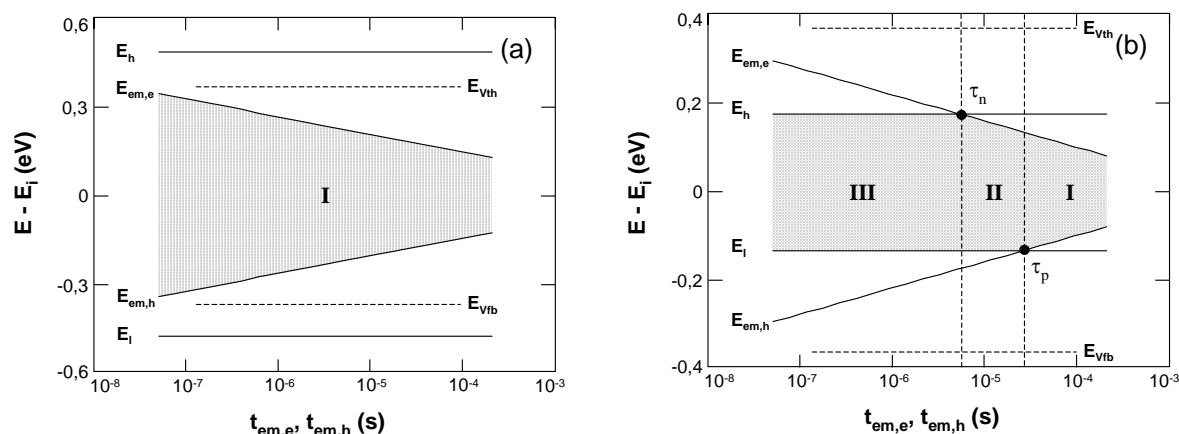 0,6
(a)
E_h
E_em,e
E_Vth
0,3
E - E_i (eV)
0
I
-0,3
E_em,h
E_Vfb
E_l
-0,6
10^-8 10^-7 10^-6 10^-5 10^-4 10^-3
t_em,e, t_em,h (s)
0,4
E_Vth
(b)
E_em,e
τ_n
0,2
E_h
E - E_i (eV)
0
III II I
E_l
-0,2
τ_p
E_em,h
E_Vfb
-0,4
10^-8 10^-7 10^-6 10^-5 10^-4 10^-3
t_em,e, t_em,h (s)